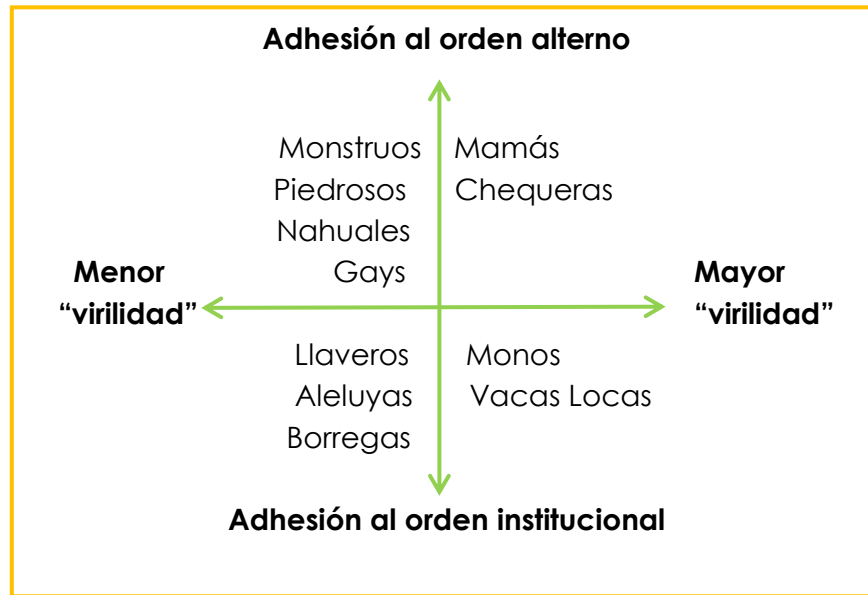 Adhesión al orden alterno
Monstruos Mamás
Piedrosos Chequeras
Nahuales
Gays
Menor Mayor
“virilidad” “virilidad”
Llaveros Monos
Aleluyas Vacas Locas
Borregas
Adhesión al orden institucional